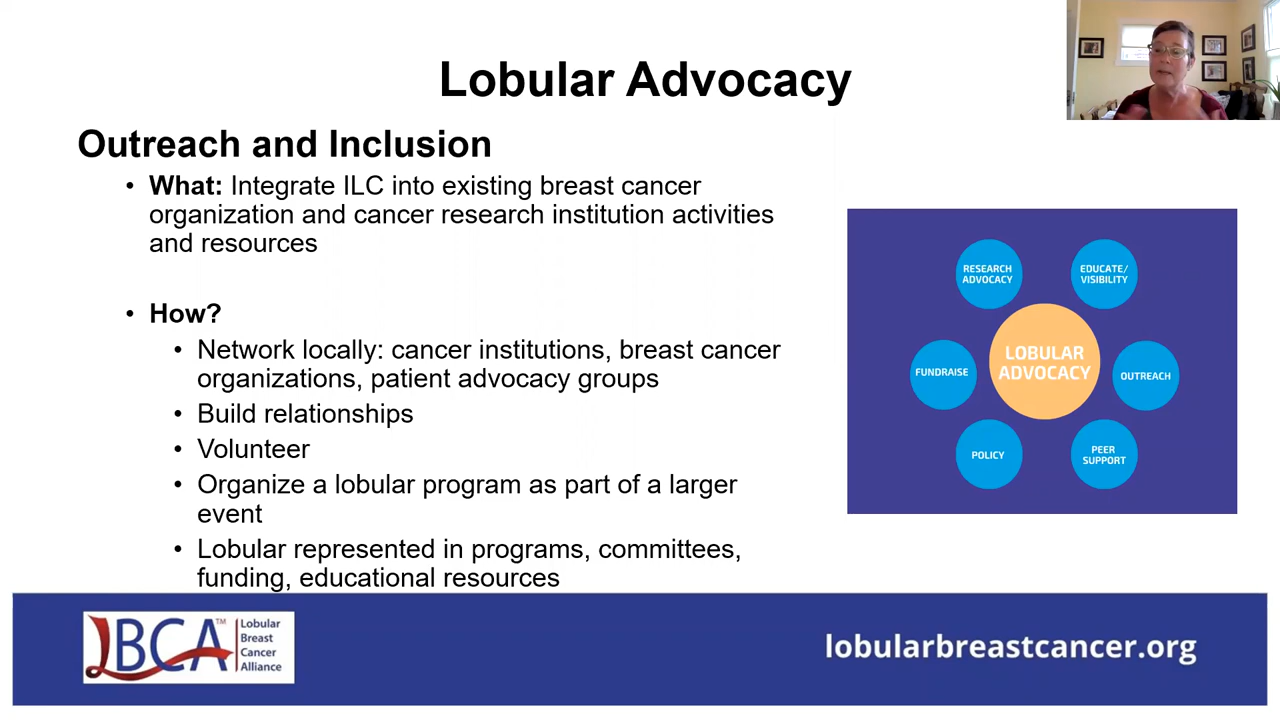 Lobular Advocacy
Outreach and Inclusion
• What: Integrate ILC into existing breast cancer
organization and cancer research institution activities
and resources
• How?
• Network locally: cancer institutions, breast cancer
organizations, patient advocacy groups
• Build relationships
• Volunteer
• Organize a lobular program as part of a larger
event
• Lobular represented in programs, committees,
funding, educational resources
RESEARCH
ADVOCACY
EDUCATE/
VISIBILITY
FUNDRAISE
LOBULAR
ADVOCACY
OUTREACH
POLICY
PEER
SUPPORT
LBCA™
Lobular
Breast
Cancer
Alliance
lobularbreastcancer.org